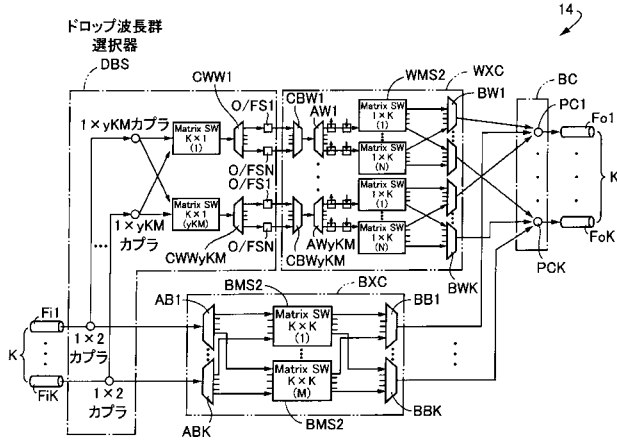 14
ドロップ波長群
選択器
DBS
CWW1
O/FS1
CBW1
AW1
WMS2
WXC
BW1
BC
PC1
Fo1
1×yKMカプラ
Matrix SW
K×1
(1)
O/FSN
O/FS1
Matrix SW
1×K
(1)
Matrix SW
1×K
(N)
K
1×yKM
カプラ
Matrix SW
K×1
(yKM)
O/FSN
Matrix SW
1×K
(1)
Matrix SW
1×K
(N)
CWWyKM
CBWyKM
AWyKM
BWK
PCK
FoK
AB1
BMS2
BXC
BB1
Fi1
K
1×2
カプラ
FiK
1×2
カプラ
Matrix SW
K×K
(1)
Matrix SW
K×K
(M)
ABK
BMS2
BBK